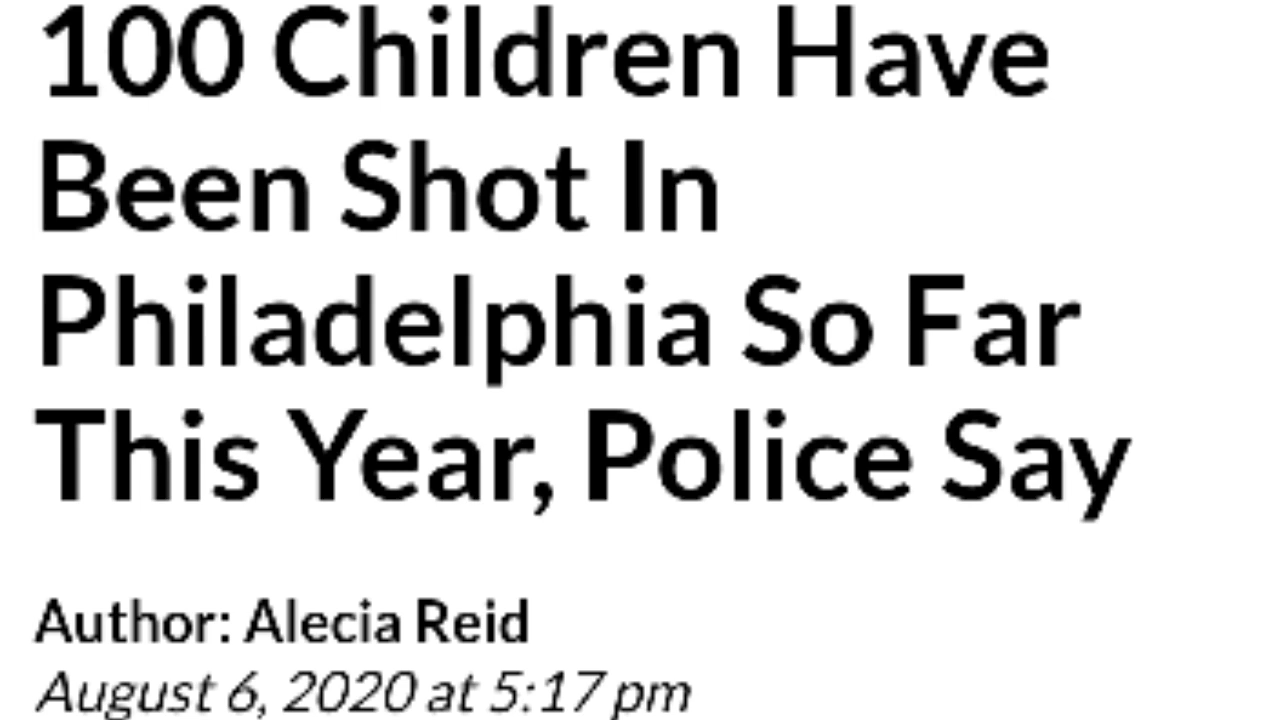 100 Children Have
Been Shot In
Philadelphia So Far
This Year, Police Say
Author: Alecia Reid
August 6, 2020 at 5:17 pm